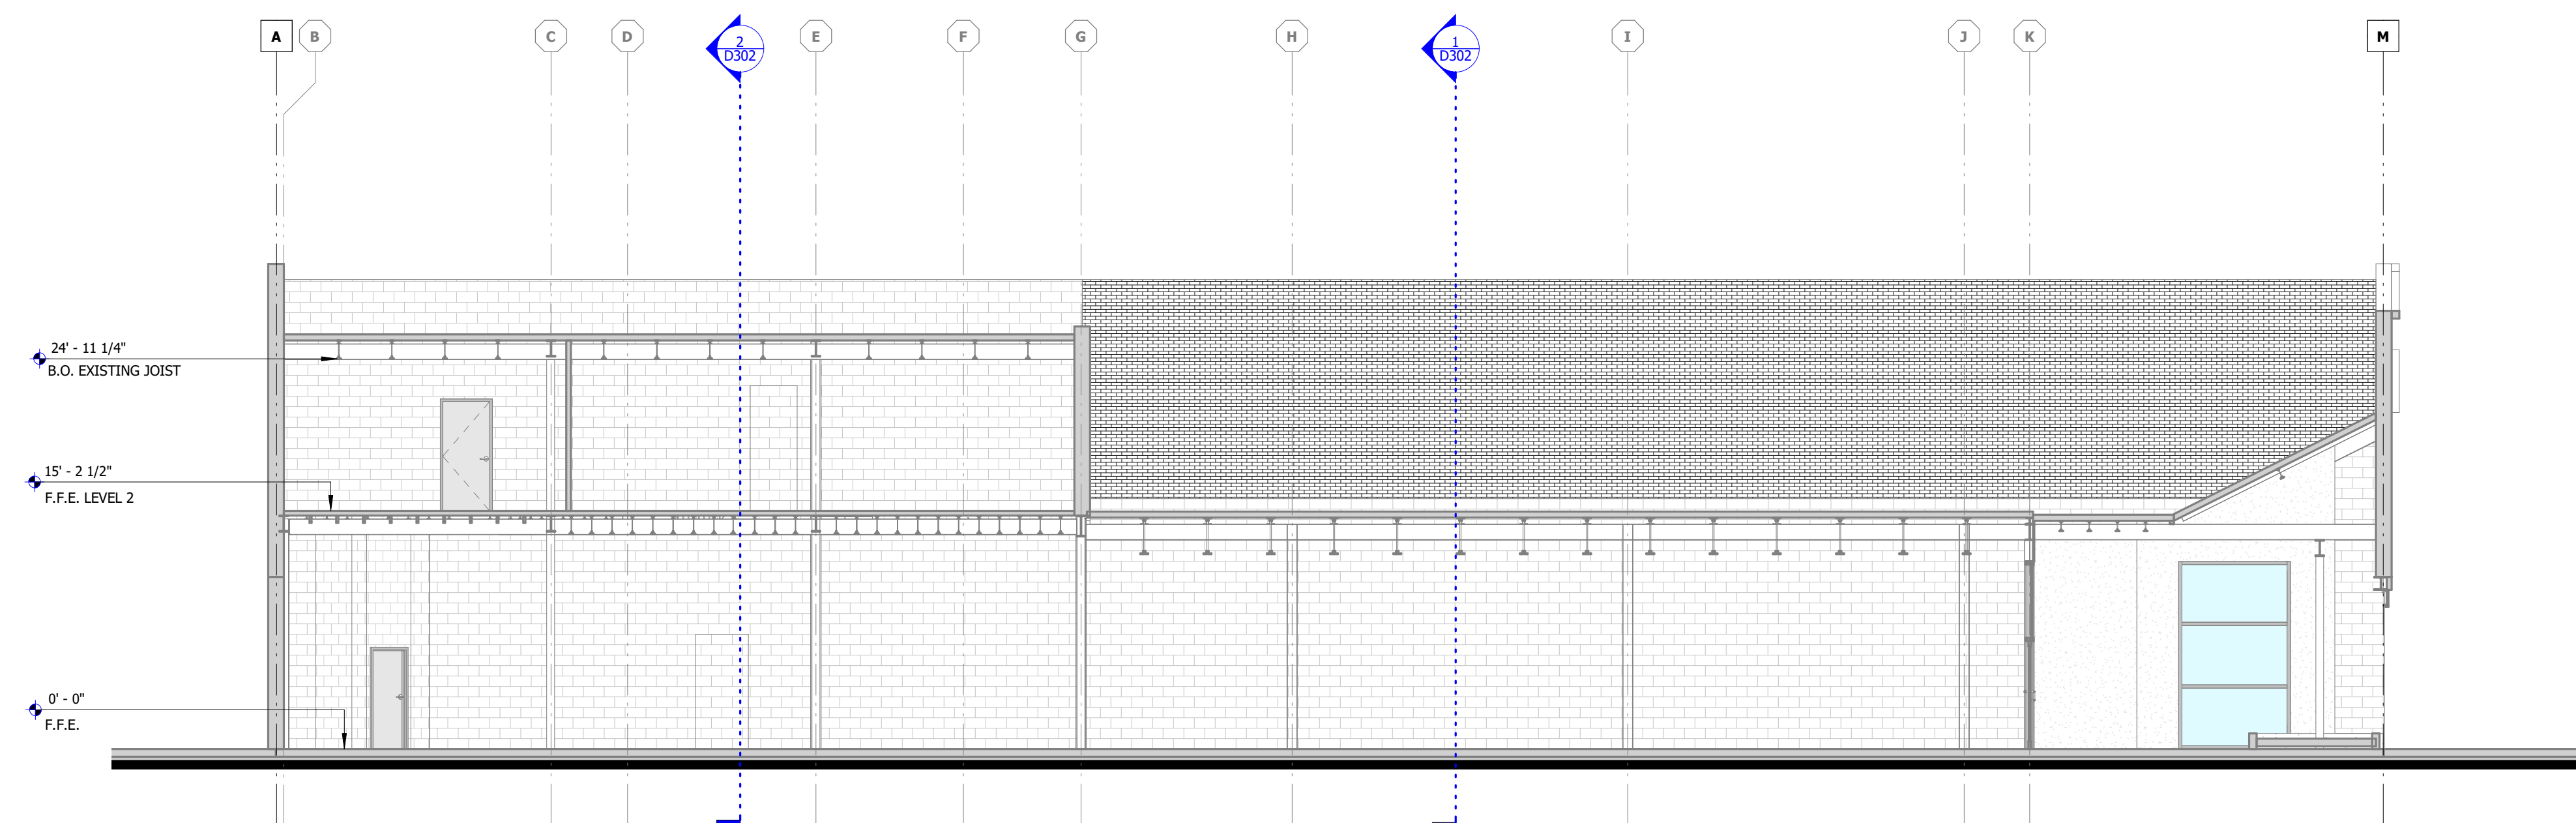 A
B
C
D
2
D302
E
F
G
H
1
D302
I
J
K
M
24' - 11 1/4"
B.O. EXISTING JOIST
15' - 2 1/2"
F.F.E. LEVEL 2
0' - 0"
F.F.E.